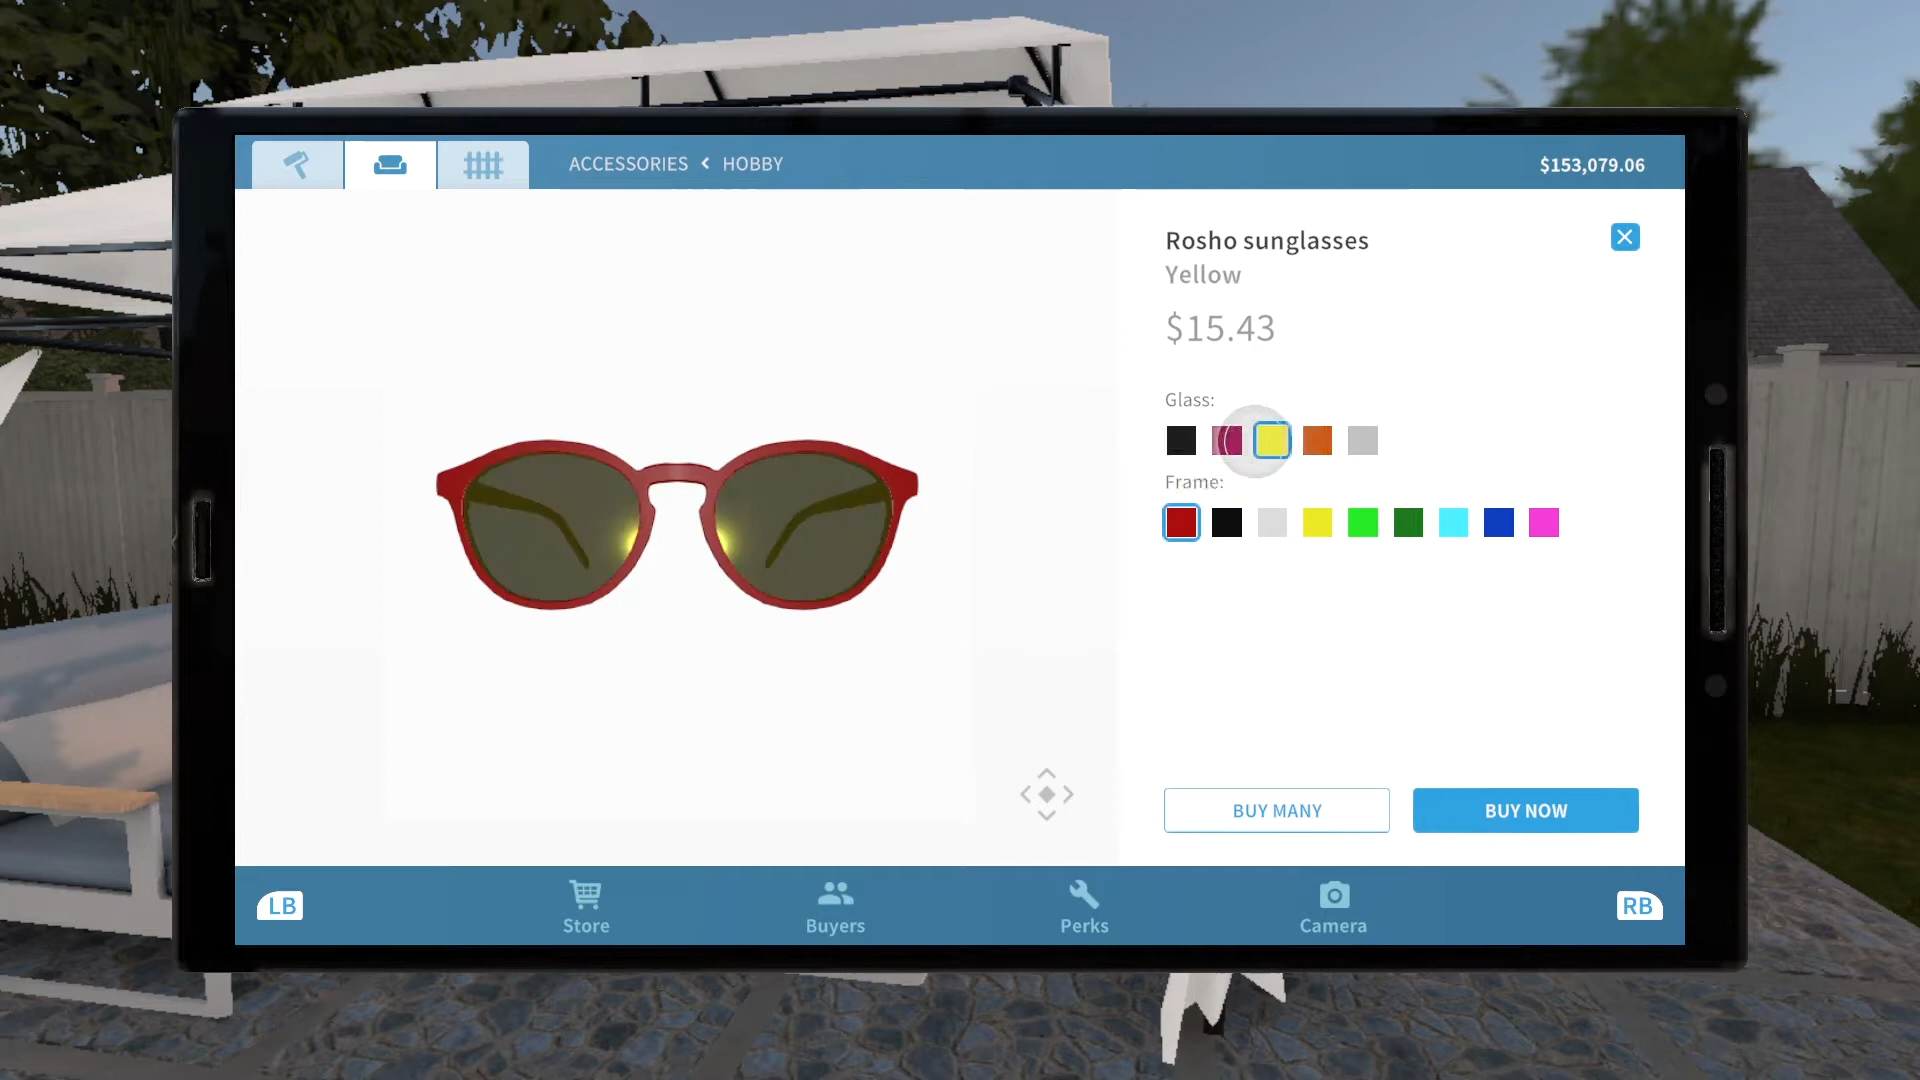 ACCESSORIES < HOBBY
$153,079.06
Rosho sunglasses
Yellow
$15.43
Glass:
Frame:
BUY MANY
BUY NOW
LB
Store
Buyers
Perks
Camera
RB